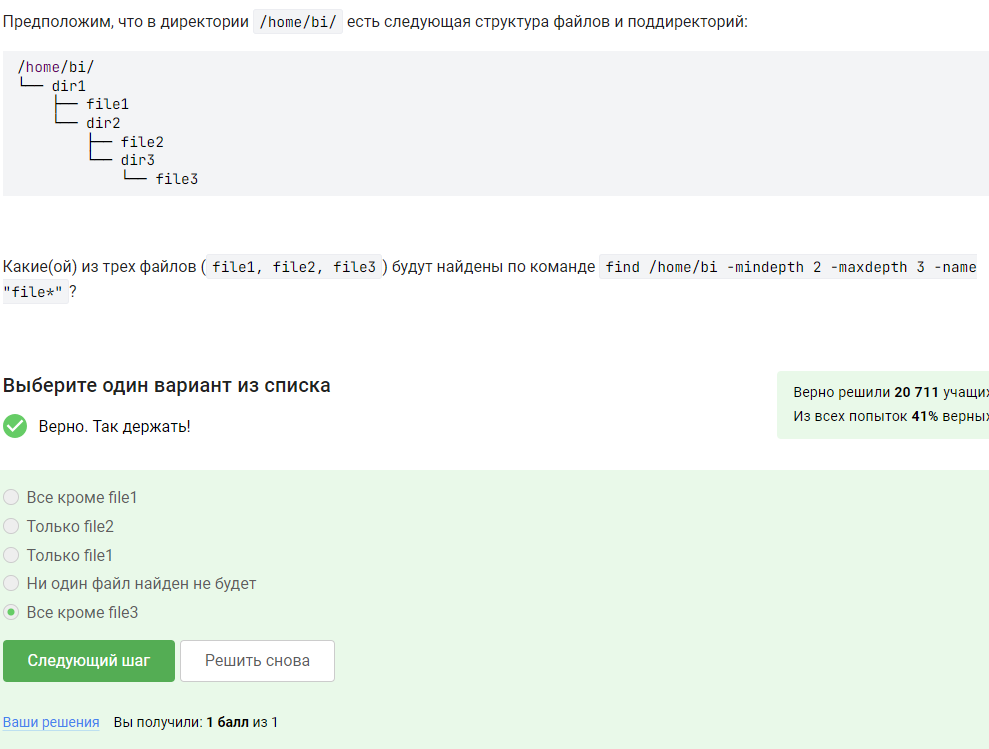 Предположим, что в директории /home/bi/ есть следующая структура файлов и поддиректорий:
/home/bi/
└── dir1
    ├── file1
    └── dir2
        ├── file2
        └── dir3
            └── file3
Какие(ой) из трех файлов ( file1, file2, file3 ) будут найдены по команде find /home/bi -mindepth 2 -maxdepth 3 -name
"file*" ?
Выберите один вариант из списка
Верно. Так держать!
Верно решили 20 711 учащих
Из всех попыток 41% верных
Все кроме file1
Только file2
Только file1
Ни один файл найден не будет
Все кроме file3
Следующий шаг
Решить снова
Ваши решения Вы получили: 1 балл из 1